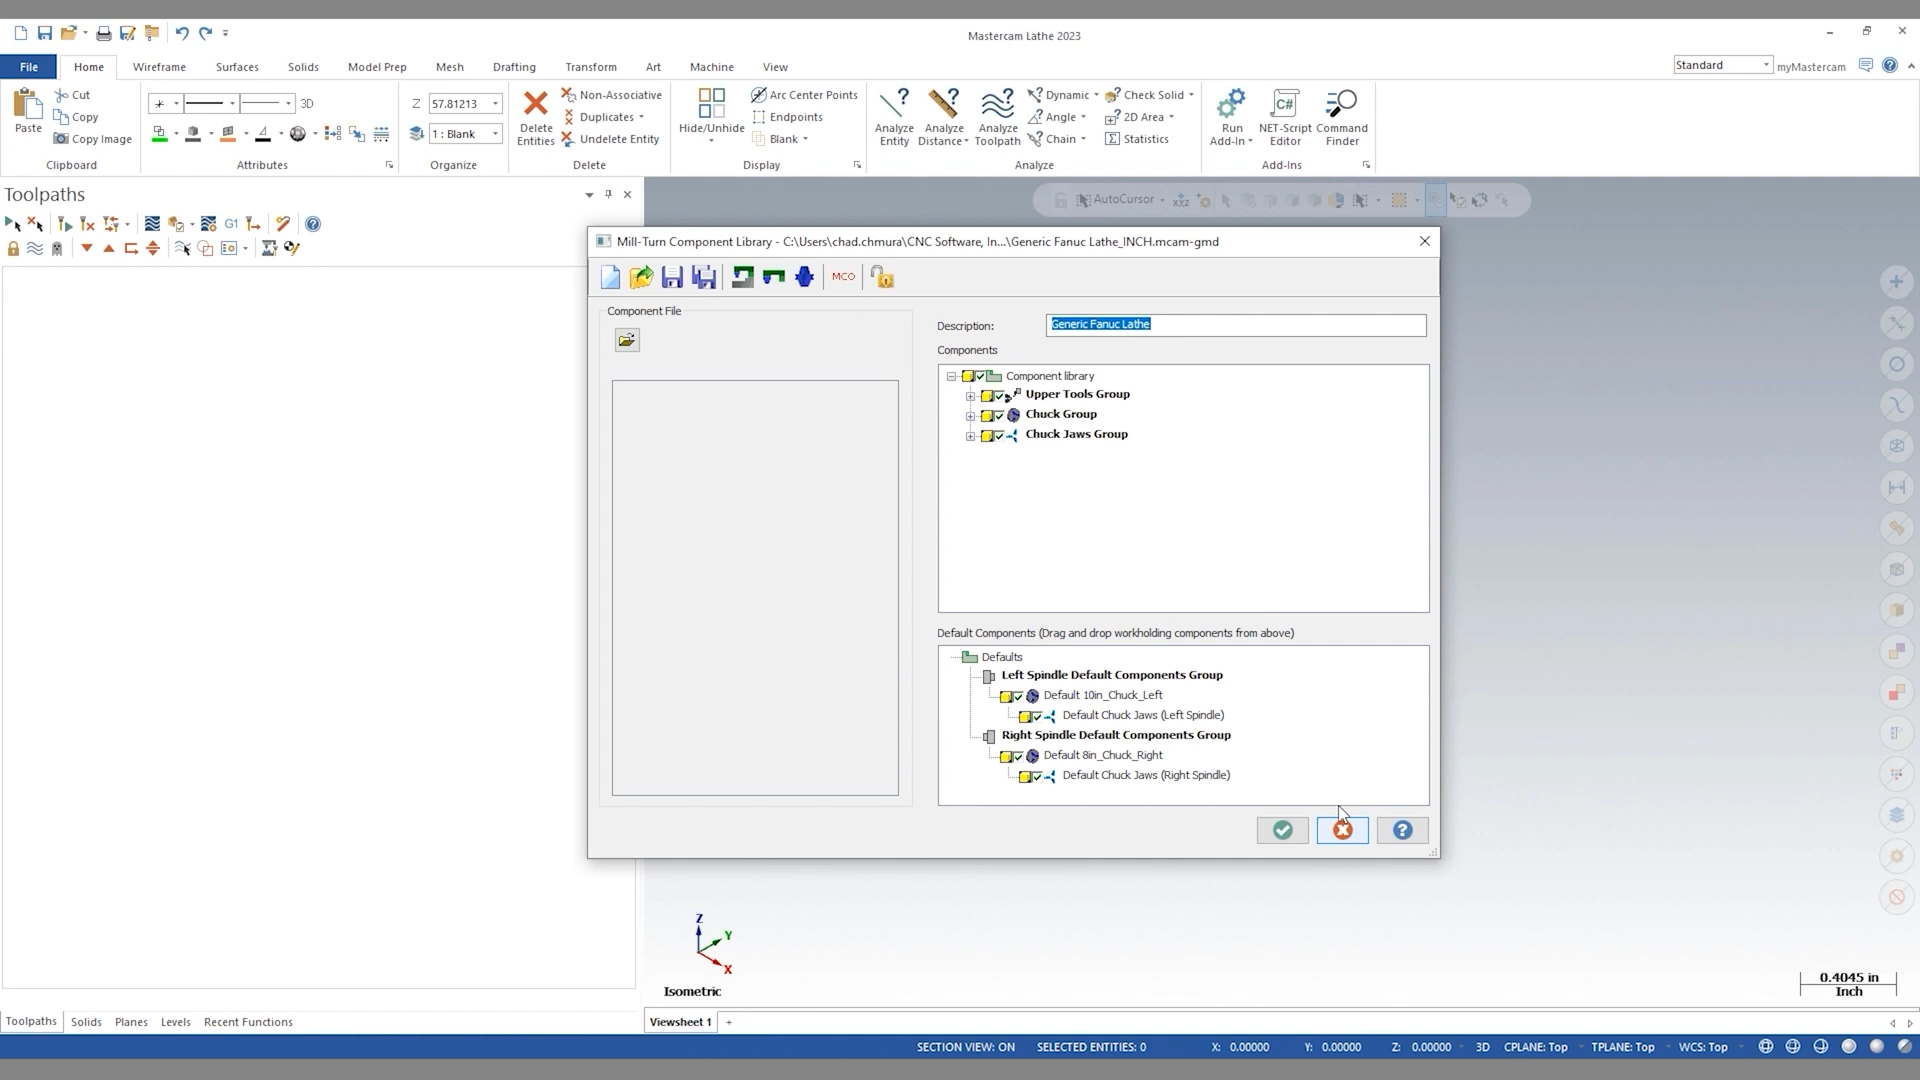 Mastercam Lathe 2023
File Home Wireframe Surfaces Solids Model Prep Mesh Drafting Transform Art Machine View
Standard myMastercam
Paste
Cut
Copy
Copy Image
Clipboard
3D
Attributes
Z 57.81213
1 : Blank
Organize
Delete Entities
Non-Associative
Duplicates
Undelete Entity
Delete
Hide/Unhide
Arc Center Points
Endpoints
Blank
Display
Analyze Entity
Analyze Distance
Analyze Toolpath
Dynamic
Angle
Chain
Check Solid
2D Area
Statistics
Analyze
Run Add-In
C#
NET-Script Editor
Command Finder
Add-Ins
Toolpaths
G1
AutoCursor
XYZ
Mill-Turn Component Library - C:\Users\chad.chmura\CNC Software, In...\Generic Fanuc Lathe_INCH.mcam-gmd
MCO
Component File
Description: Generic Fanuc Lathe
Components
Component library
Upper Tools Group
Chuck Group
Chuck Jaws Group
Default Components (Drag and drop workholding components from above)
Defaults
Left Spindle Default Components Group
Default 10in_Chuck_Left
Default Chuck Jaws (Left Spindle)
Right Spindle Default Components Group
Default 8in_Chuck_Right
Default Chuck Jaws (Right Spindle)
Z
Y
X
Isometric
0.4045 in
Inch
Toolpaths Solids Planes Levels Recent Functions
Viewsheet 1 +
SECTION VIEW: ON SELECTED ENTITIES: 0 X: 0.00000 Y: 0.00000 Z: 0.00000 3D CPLANE: Top TPLANE: Top WCS: Top